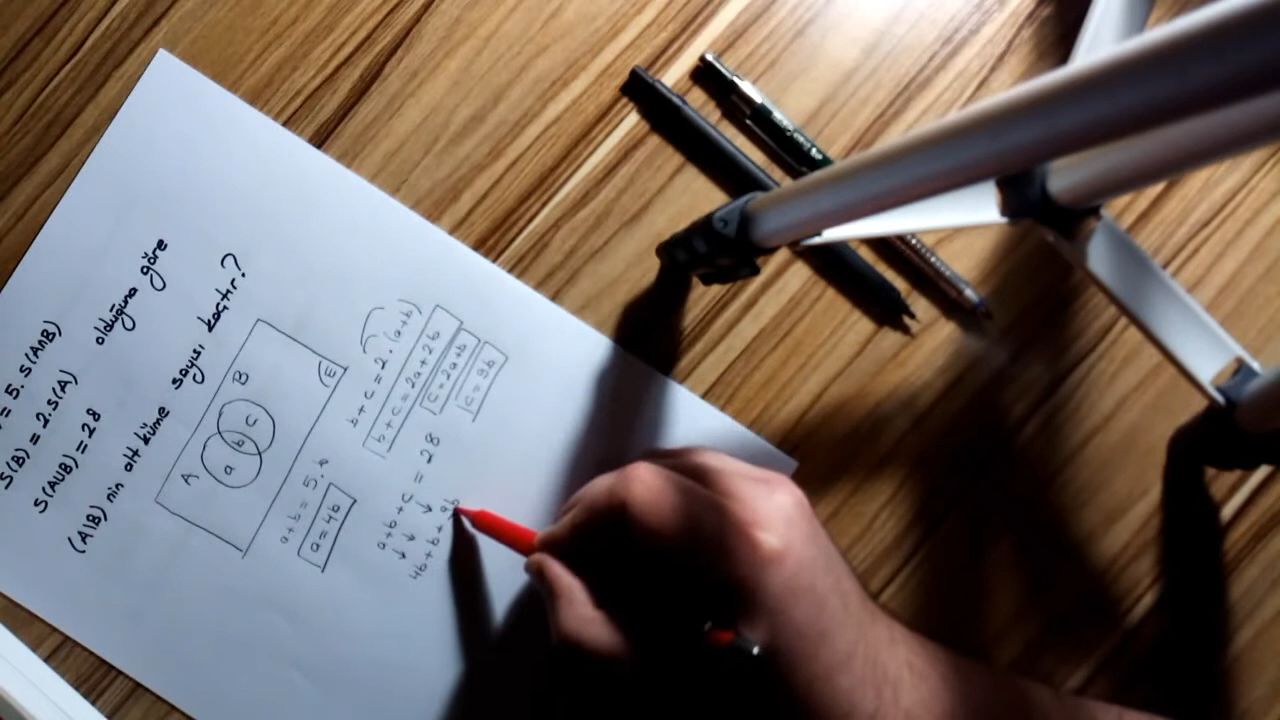 = 5. S(A∩B)
S(B) = 2.S(A)
S(AUB) = 28 olduğuna göre
(A\B) nin alt küme sayısı kaçtır?
A B
a b c
E
a+b = 5.b
a = 4b
b+c = 2.(a+b)
b+c = 2a+2b
c = 2a+b
c = 9b
a+b+c = 28
4b+b+9b